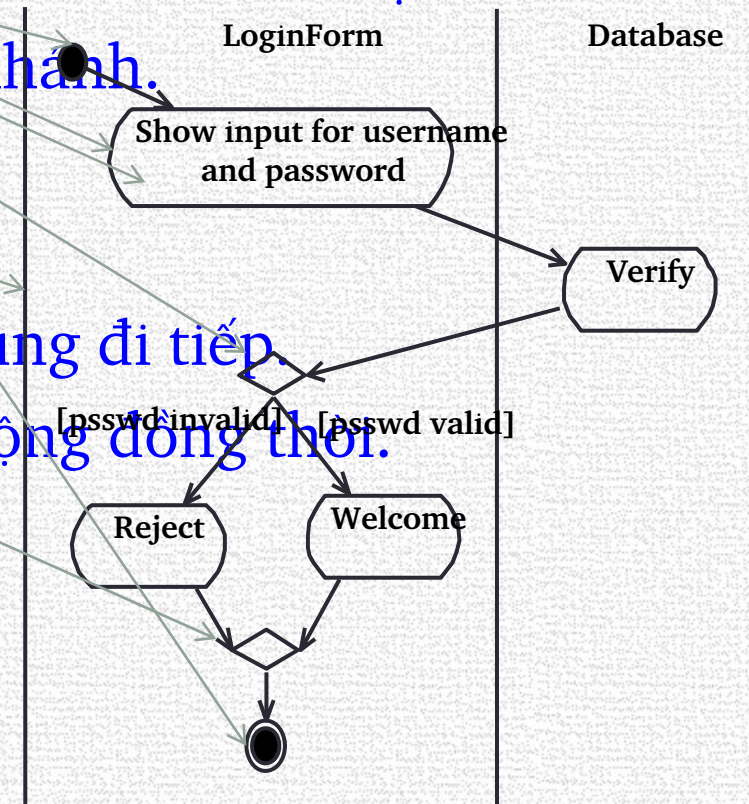 LoginForm
Database
hánh.
Show input for username
and password
Verify
ung đi tiếp.
[psswd invalid]
[psswd valid]
ộng đồng thời.
Reject
Welcome